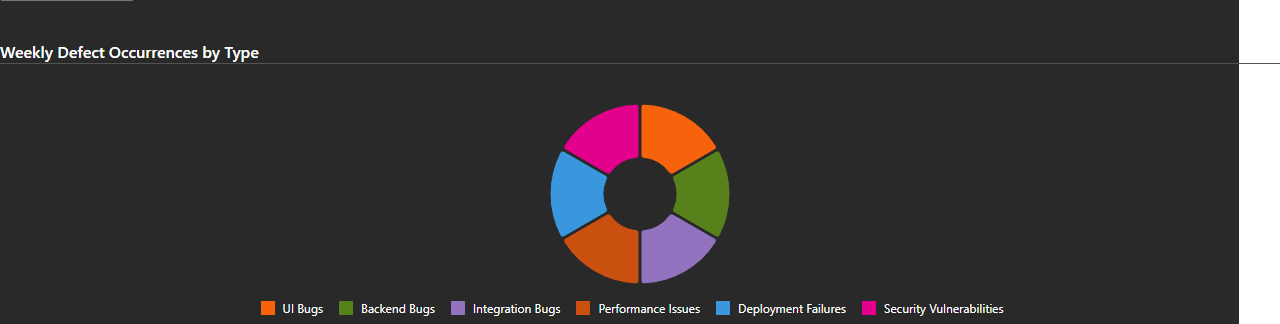 Weekly Defect Occurrences by Type
UI Bugs Backend Bugs Integration Bugs Performance Issues Deployment Failures Security Vulnerabilities